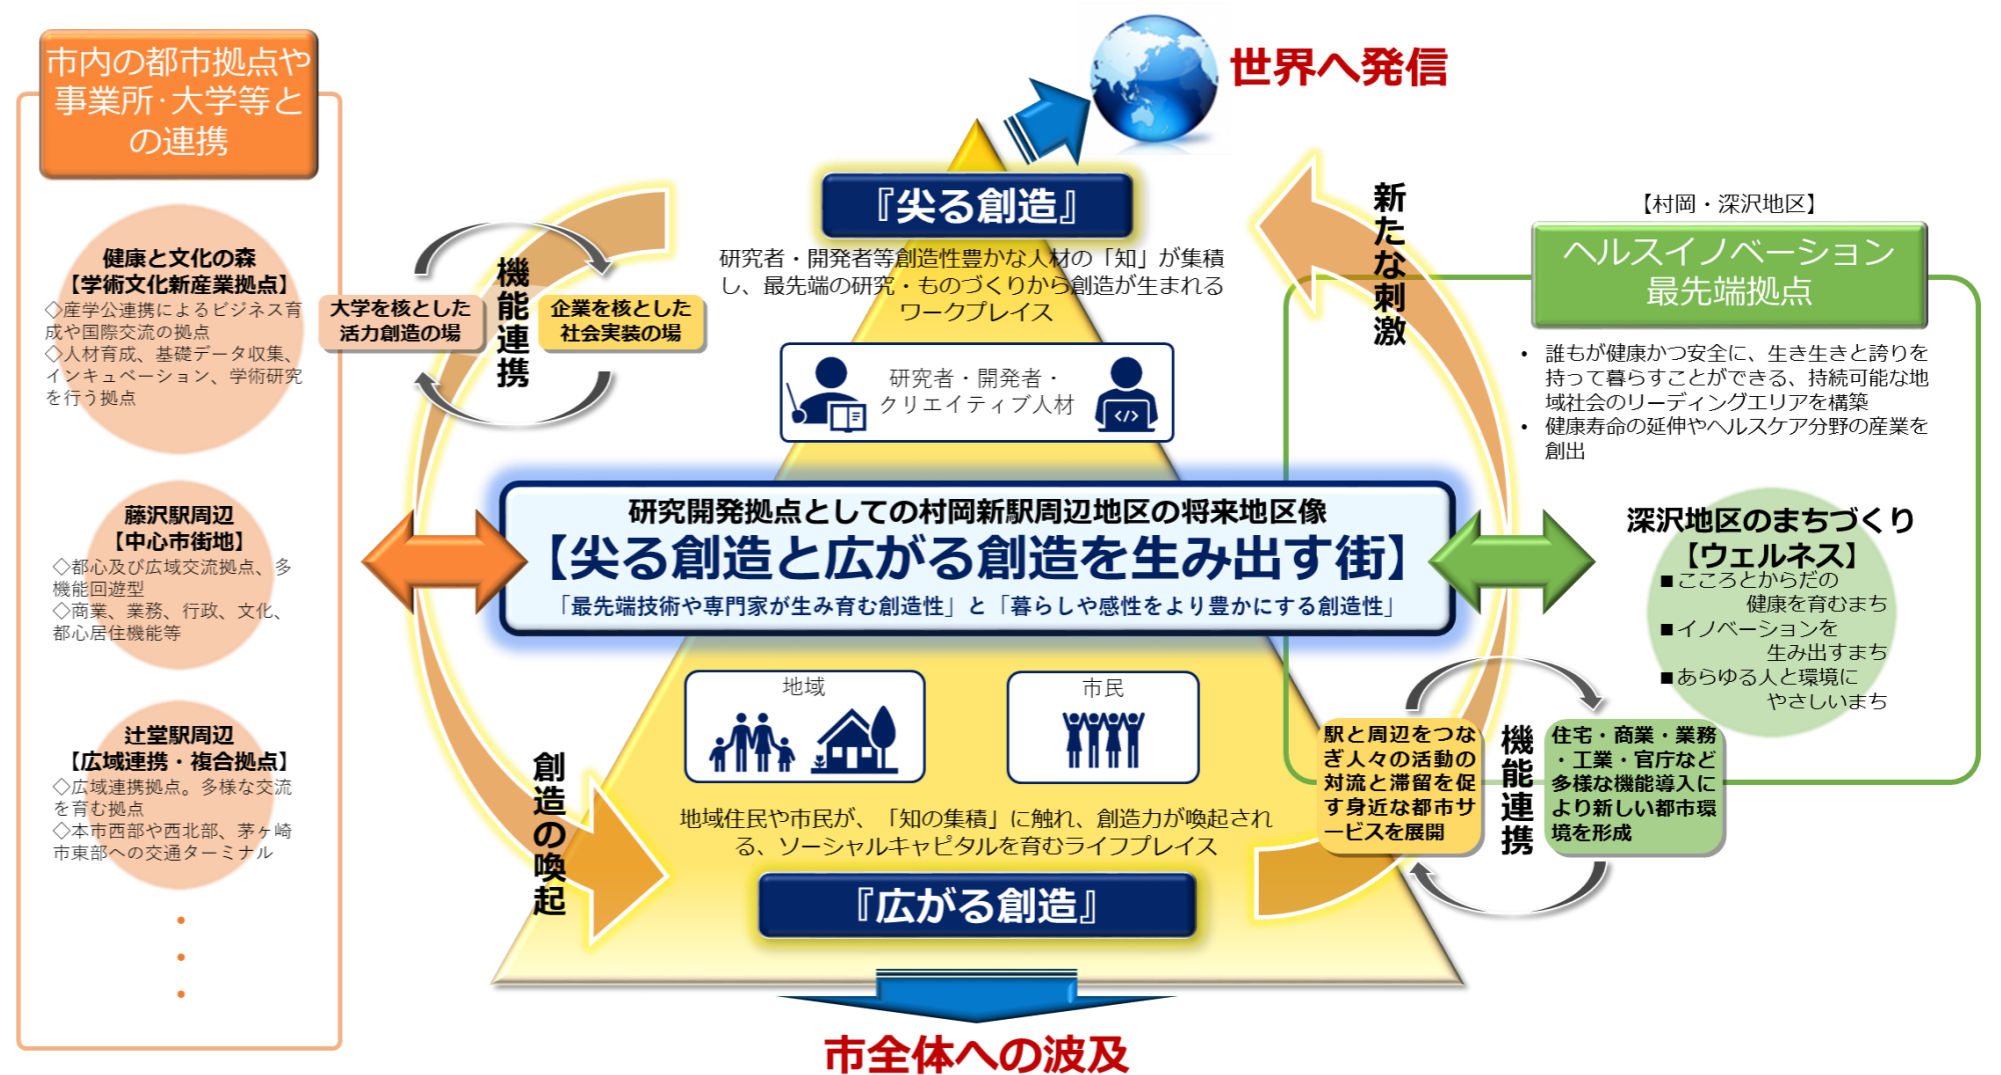 市内の都市拠点や
事業所･大学等と
の連携
健康と文化の森
【学術文化新産業拠点】
◇産学公連携によるビジネス育
成や国際交流の拠点
◇人材育成、基礎データ収集、
インキュベーション、学術研究
を行う拠点
藤沢駅周辺
【中心市街地】
◇都心及び広域交流拠点、多
機能回遊型
◇商業、業務、行政、文化、
都心居住機能等
辻堂駅周辺
【広域連携・複合拠点】
◇広域連携拠点。多様な交流
を育む拠点
◇本市西部や西北部、茅ヶ崎
市東部への交通ターミナル
・
・
・
大学を核とした
活力創造の場
機能連携
企業を核とした
社会実装の場
世界へ発信
『尖る創造』
研究者・開発者等創造性豊かな人材の「知」が集積
し、最先端の研究・ものづくりから創造が生まれる
ワークプレイス
研究者・開発者・
クリエイティブ人材
</>
研究開発拠点としての村岡新駅周辺地区の将来地区像
【尖る創造と広がる創造を生み出す街】
「最先端技術や専門家が生み育む創造性」と「暮らしや感性をより豊かにする創造性」
地域
市民
地域住民や市民が、「知の集積」に触れ、創造力が喚起され
る、ソーシャルキャピタルを育むライフプレイス
『広がる創造』
創造の喚起
市全体への波及
新たな刺激
【村岡・深沢地区】
ヘルスイノベーション
最先端拠点
• 誰もが健康かつ安全に、生き生きと誇りを
持って暮らすことができる、持続可能な地
域社会のリーディングエリアを構築
• 健康寿命の延伸やヘルスケア分野の産業を
創出
深沢地区のまちづくり
【ウェルネス】
■こころとからだの
健康を育むまち
■イノベーションを
生み出すまち
■あらゆる人と環境に
やさしいまち
駅と周辺をつな
ぎ人々の活動の
対流と滞留を促
す身近な都市サ
ービスを展開
機能連携
住宅・商業・業務
・工業・官庁など
多様な機能導入に
より新しい都市環
境を形成